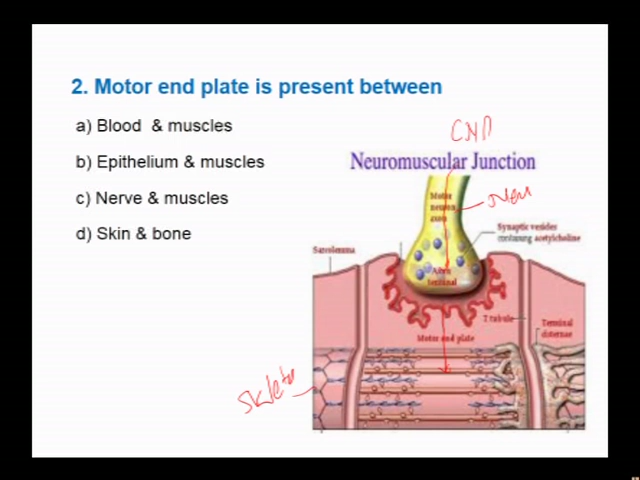 2. Motor end plate is present between
a) Blood & muscles
b) Epithelium & muscles
c) Nerve & muscles
d) Skin & bone
Neuromuscular Junction
Motor
neuron
axon
Synaptic vesicles
containing acetylcholine
Sarcolemma
Axon
terminal
T tubule
Terminal
cisternae
Motor end plate